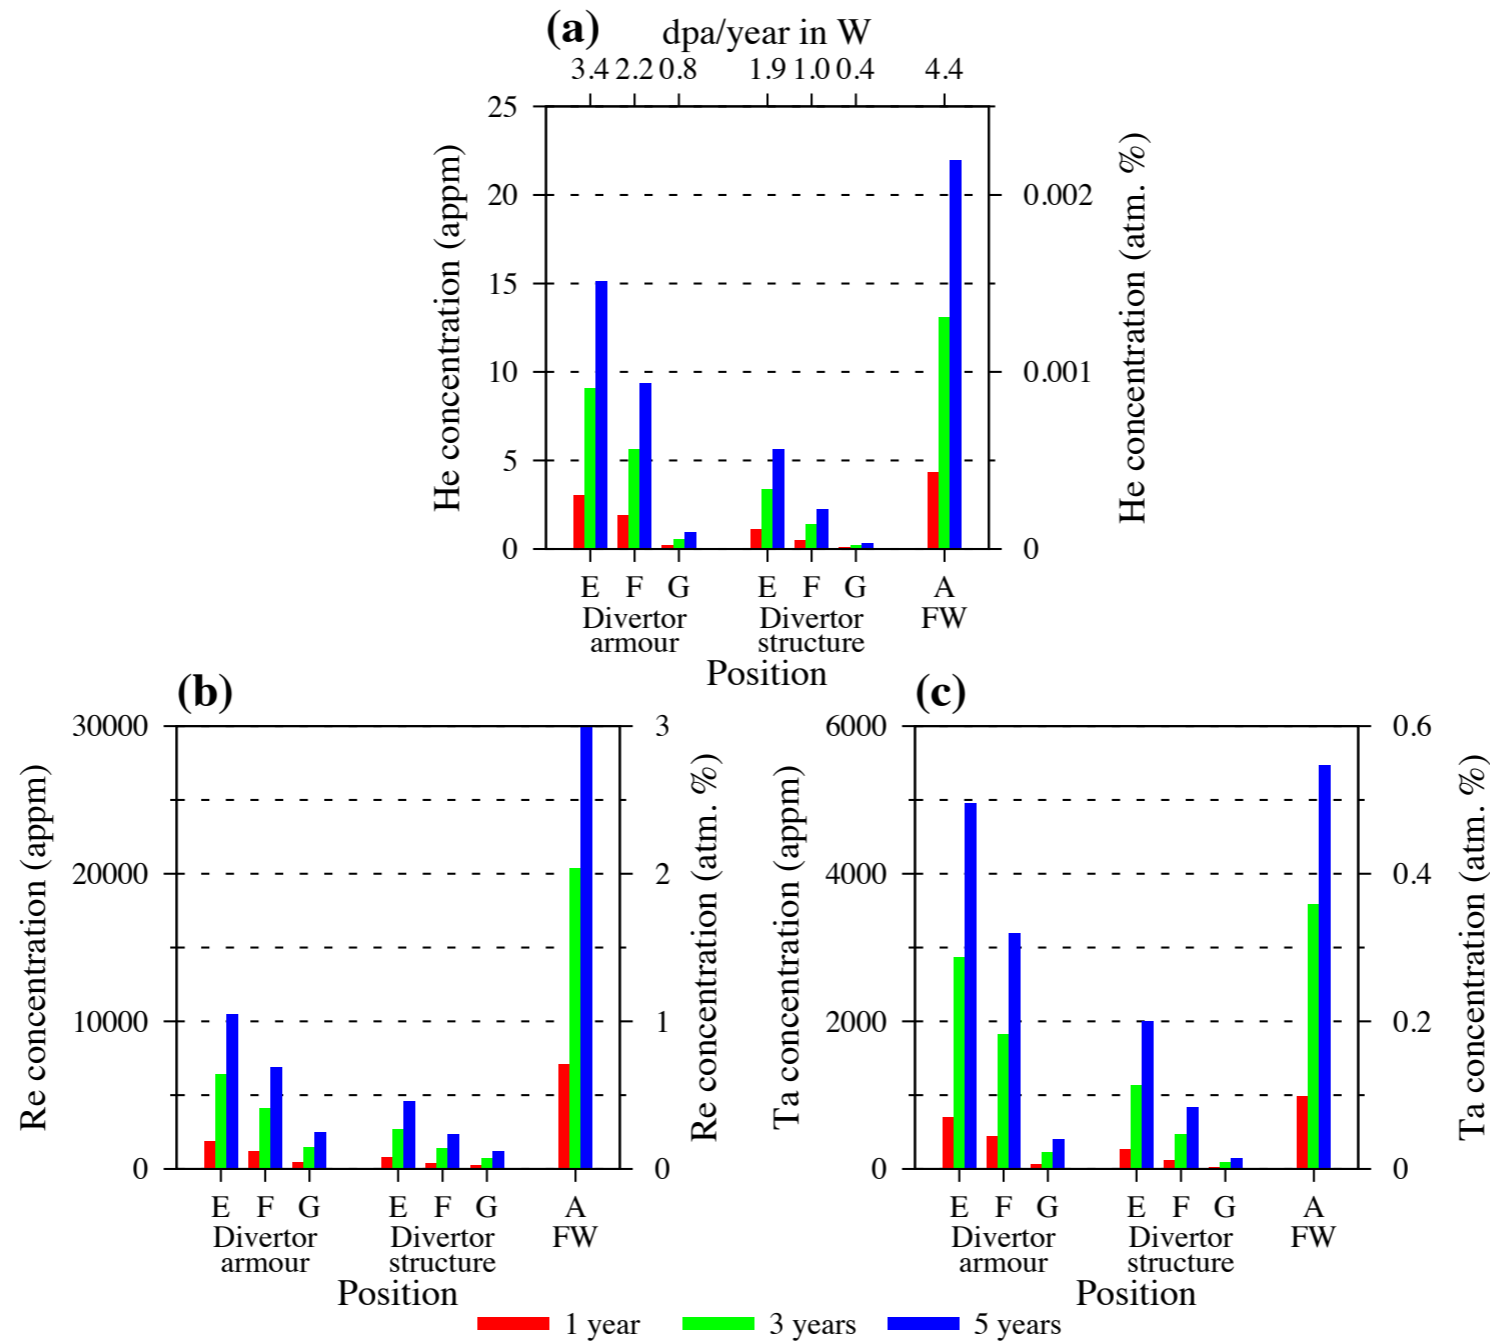 (a)
dpa/year in W
3.4 2.2 0.8 1.9 1.0 0.4 4.4
25
20
15
10
5
0
He concentration (appm)
0.002
0.001
0
He concentration (atm. %)
E F G E F G A
Divertor Divertor FW
armour structure
Position
(b)
30000
20000
10000
0
Re concentration (appm)
3
2
1
0
Re concentration (atm. %)
E F G E F G A
Divertor Divertor FW
armour structure
Position
(c)
6000
4000
2000
0
Ta concentration (appm)
0.6
0.4
0.2
0
Ta concentration (atm. %)
E F G E F G A
Divertor Divertor FW
armour structure
Position
1 year 3 years 5 years